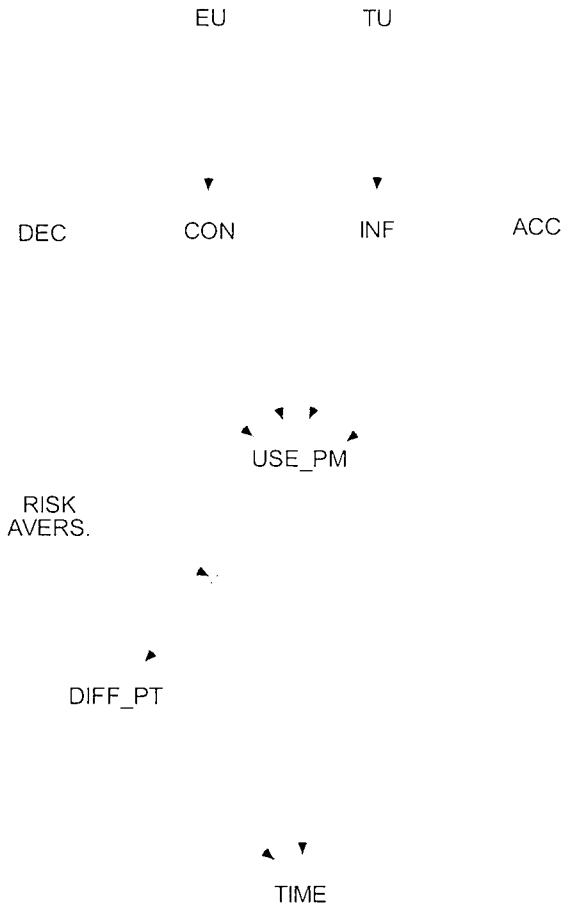 EU TU
DEC CON INF ACC
USE_PM
RISK
AVERS.
DIFF_PT
TIME